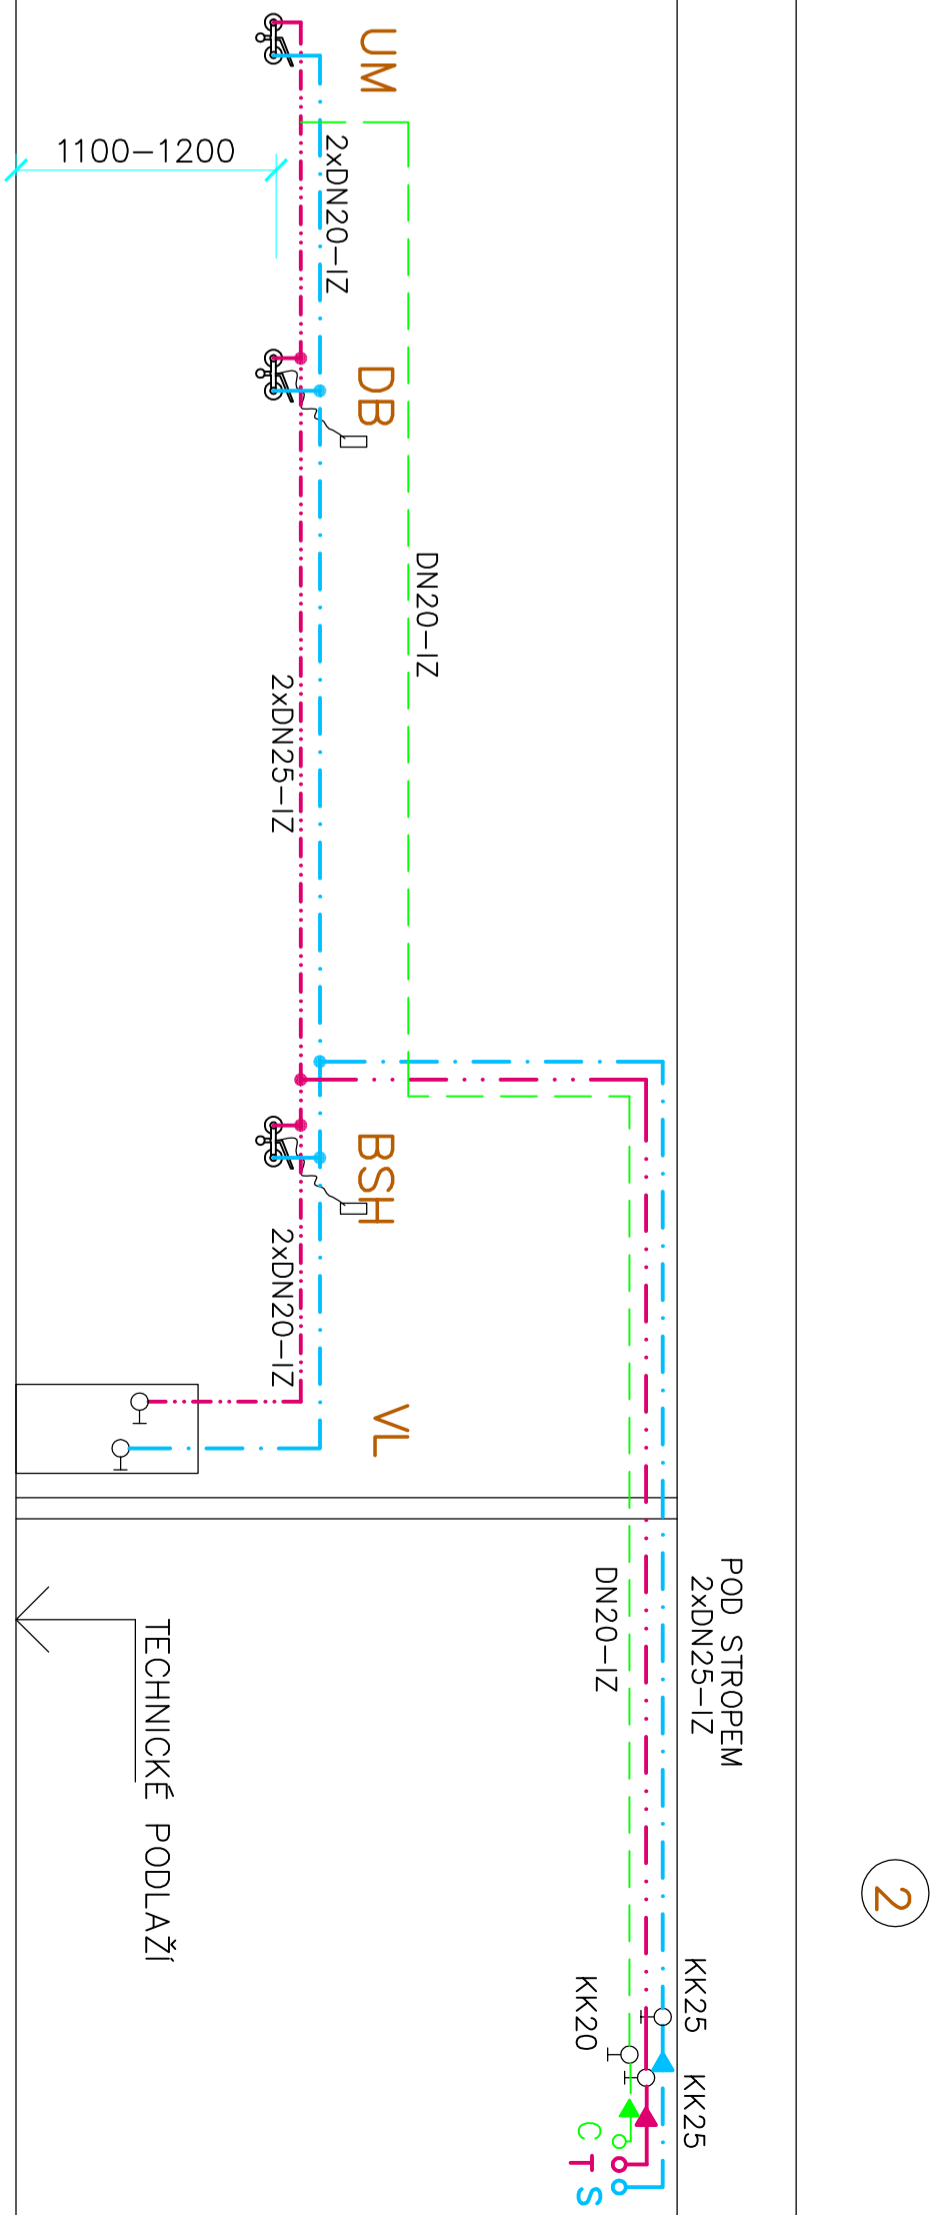 2
POD STROPEM
2xDN25-IZ
KK25
KK25
DN20-IZ
KK20
C
T
S
DN20-IZ
UM
DB
BSH
VL
2xDN20-IZ
2xDN25-IZ
2xDN20-IZ
1100-1200
TECHNICKÉ PODLAŽÍ